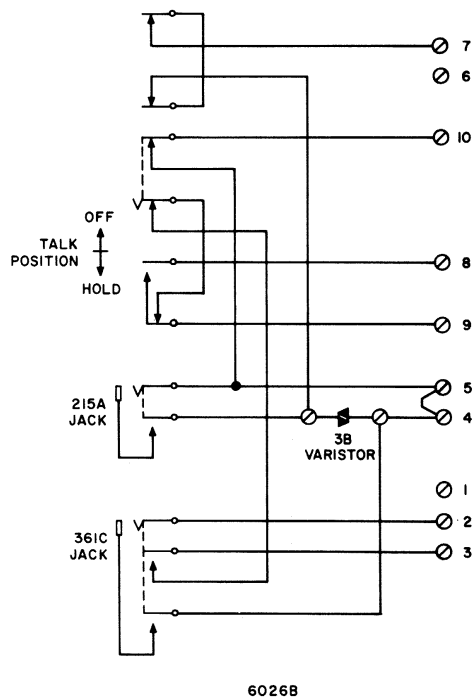 7
6
10
OFF
TALK
POSITION
HOLD
8
9
5
215A
JACK
4
3B
VARISTOR
1
2
361C
JACK
3
6026B